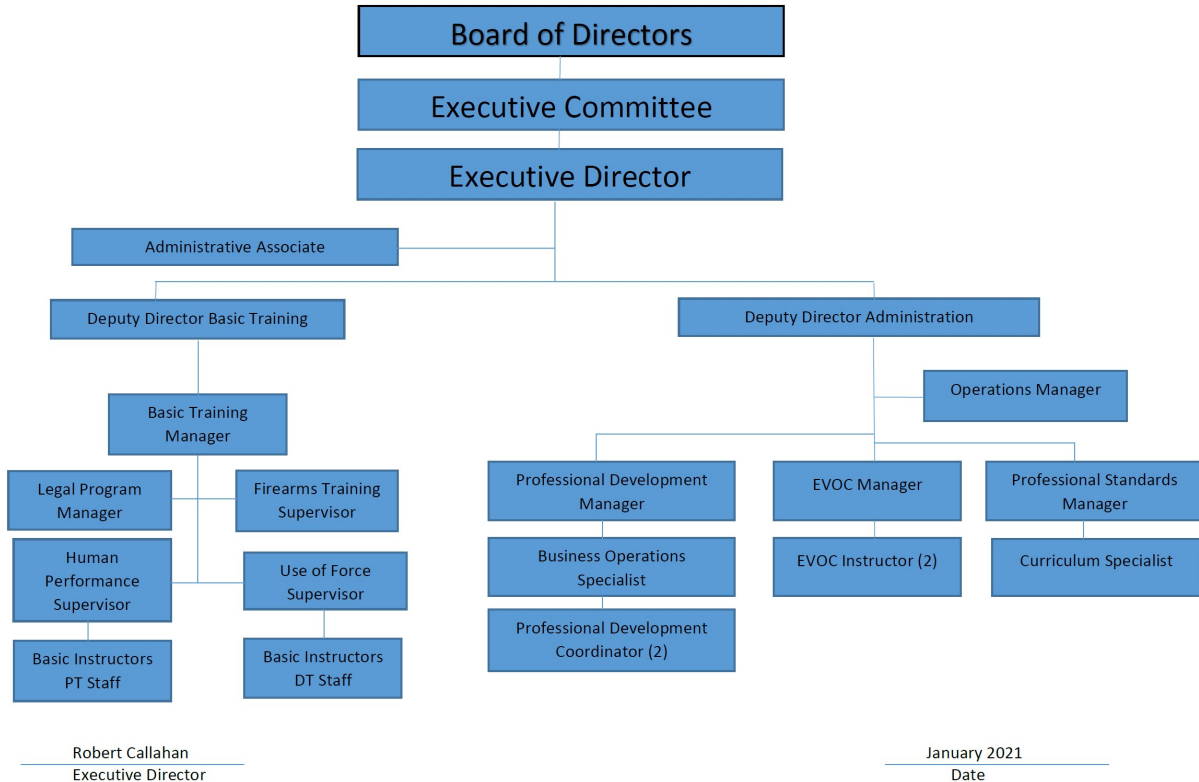 Board of Directors
Executive Committee
Executive Director
Administrative Associate
Deputy Director Basic Training
Deputy Director Administration
Operations Manager
Basic Training
Manager
Legal Program
Manager
Firearms Training
Supervisor
Human
Performance
Supervisor
Use of Force
Supervisor
Basic Instructors
PT Staff
Basic Instructors
DT Staff
Professional Development
Manager
Business Operations
Specialist
Professional Development
Coordinator (2)
EVOC Manager
EVOC Instructor (2)
Professional Standards
Manager
Curriculum Specialist
Robert Callahan
Executive Director
January 2021
Date